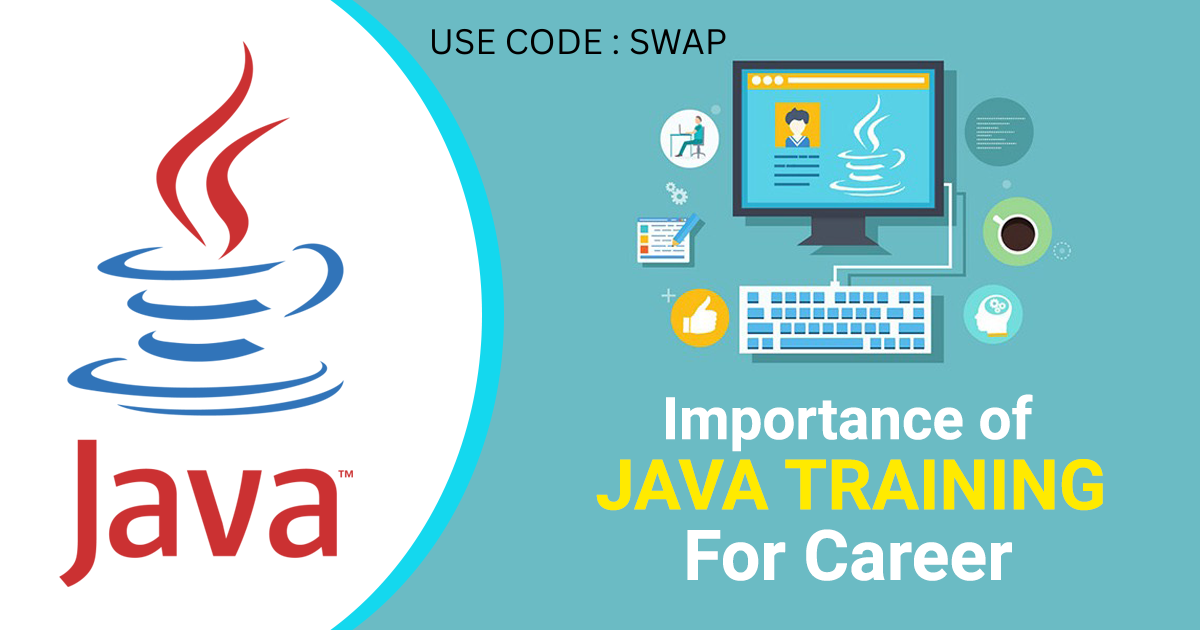 USE CODE : SWAP
Java™
Importance of
JAVA TRAINING
For Career